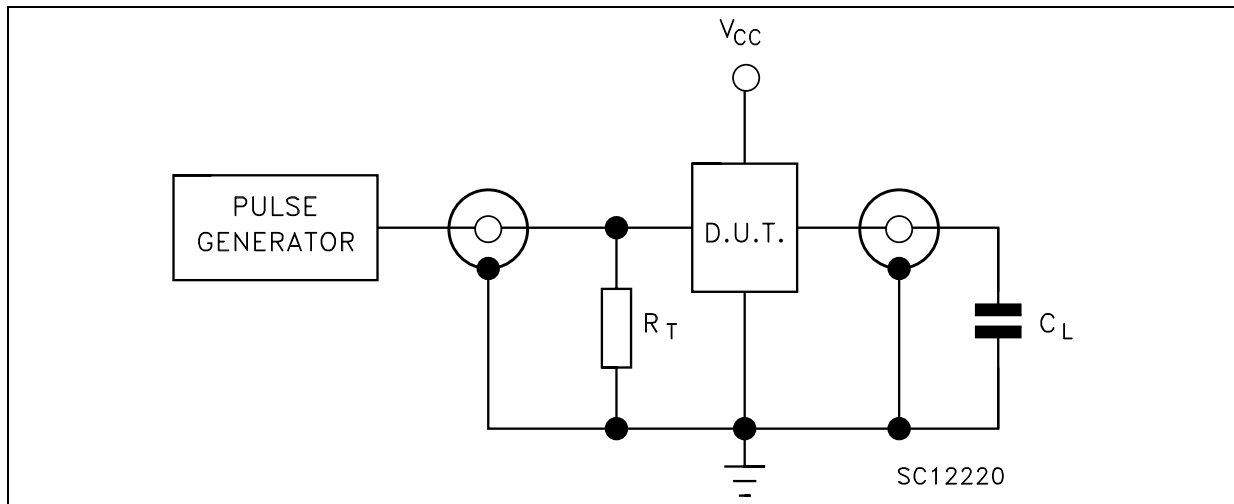 VCC
PULSE
GENERATOR
D.U.T.
RT
CL
SC12220